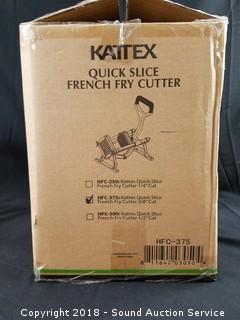 KATTEX
QUICK SLICE
FRENCH FRY CUTTER
HFC-250: Kattex Quick Slice
French Fry Cutter 1/4" Cut
HFC-375: Kattex Quick Slice
French Fry Cutter 3/8" Cut
HFC-500: Kattex Quick Slice
French Fry Cutter 1/2" Cut
HFC-375
Copyright 2018 - Sound Auction Service